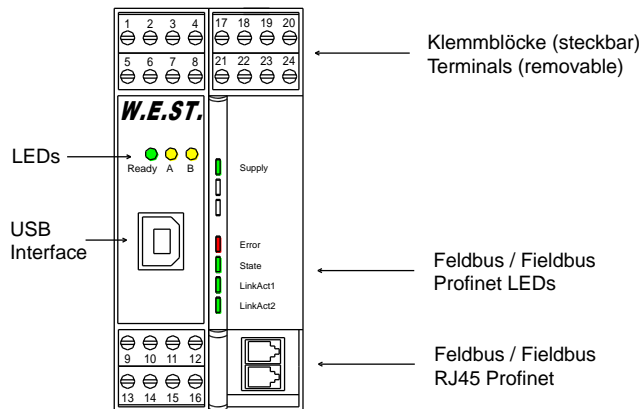 1 2 3 4
17 18 19 20
5 6 7 8
21 22 23 24
Klemmblöcke (steckbar)
Terminals (removable)
W.E.ST.
LEDs
Ready A B
Supply
USB
Interface
Error
State
LinkAct1
LinkAct2
Feldbus / Fieldbus
Profinet LEDs
9 10 11 12
13 14 15 16
Feldbus / Fieldbus
RJ45 Profinet